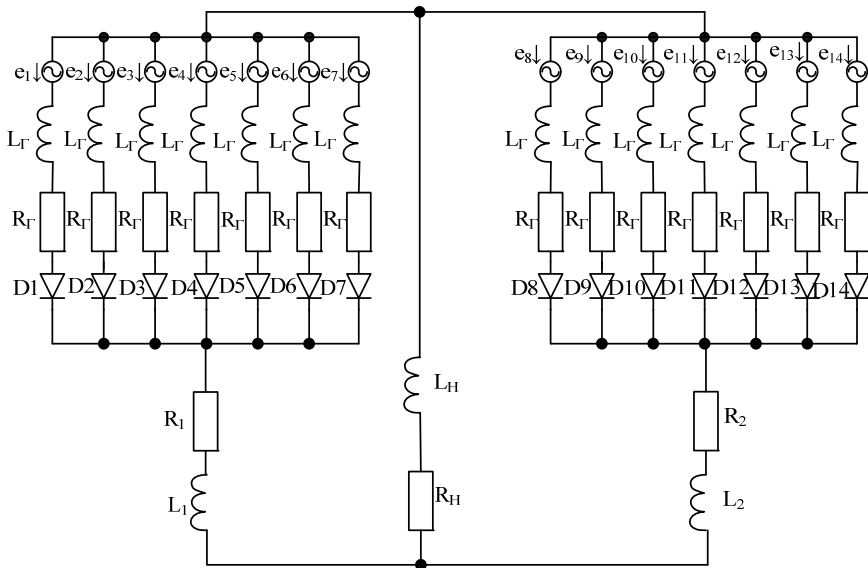 e₁↓ e₂↓ e₃↓ e₄↓ e₅↓ e₆↓ e₇↓ e₈↓ e₉↓ e₁₀↓ e₁₁↓ e₁₂↓ e₁₃↓ e₁₄↓
L_Г L_Г L_Г L_Г L_Г L_Г L_Г L_Г L_Г L_Г L_Г L_Г L_Г L_Г
R_Г R_Г R_Г R_Г R_Г R_Г R_Г R_Г R_Г R_Г R_Г R_Г R_Г R_Г
D1 D2 D3 D4 D5 D6 D7 D8 D9 D10 D11 D12 D13 D14
L_H
R₁ R₂
L₁ R_H L₂